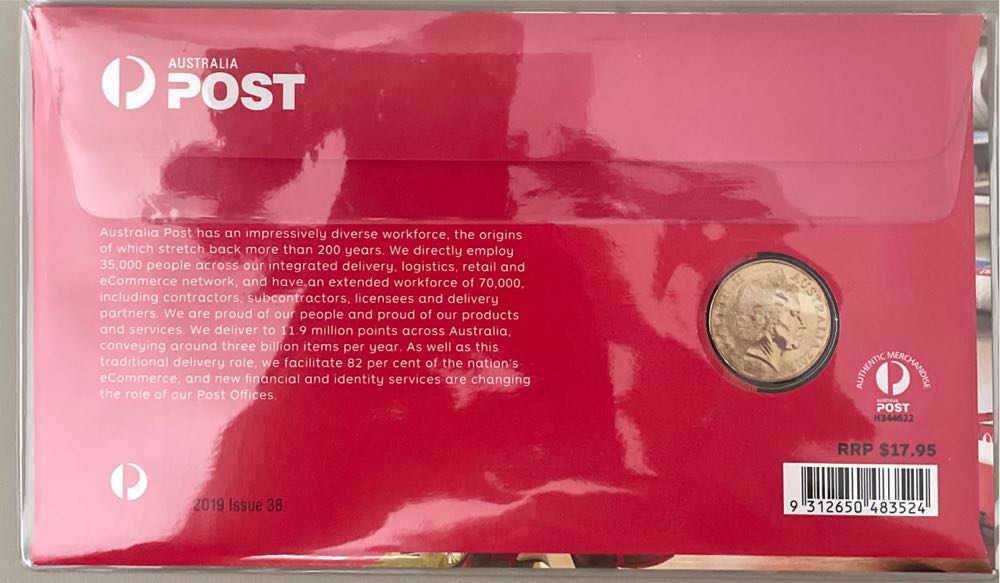 AUSTRALIA
POST
Australia Post has an impressively diverse workforce, the origins
of which stretch back more than 200 years. We directly employ
35,000 people across our integrated delivery, logistics, retail and
eCommerce network, and have an extended workforce of 70,000,
including contractors, subcontractors, licensees and delivery
partners. We are proud of our people and proud of our products
and services. We deliver to 11.9 million points across Australia,
conveying around three billion items per year. As well as this
traditional delivery role, we facilitate 82 per cent of the nation's
eCommerce, and new financial and identity services are changing
the role of our Post Offices.
AUSTRALIA
AUTHENTIC MERCHANDISE
AUSTRALIA
POST
H344622
RRP $17.95
9 312650 483524
2019 Issue 38